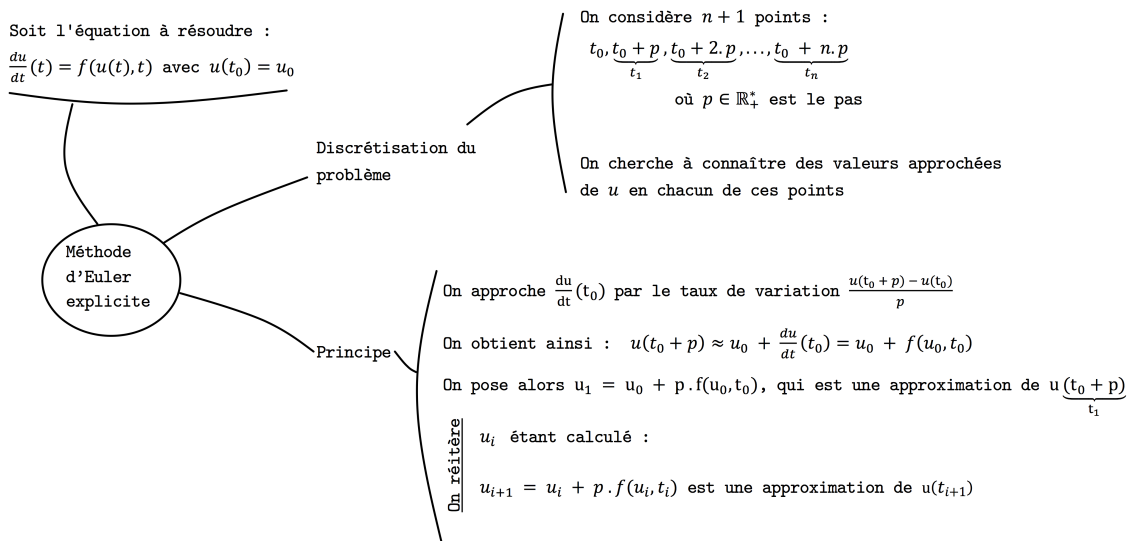 Soit l'équation à résoudre :
du/dt (t) = f(u(t), t) avec u(t₀) = u₀
On considère n + 1 points :
t₀, t₀ + p, t₀ + 2. p, …, t₀ + n. p
t₁ t₂ tₙ
où p ∈ ℝ₊* est le pas
Discrétisation du
problème
On cherche à connaître des valeurs approchées
de u en chacun de ces points
Méthode
d'Euler
explicite
Principe
On approche du/dt (t₀) par le taux de variation (u(t₀ + p) − u(t₀))/p
On obtient ainsi : u(t₀ + p) ≈ u₀ + du/dt (t₀) = u₀ + f(u₀, t₀)
On pose alors u₁ = u₀ + p . f(u₀, t₀), qui est une approximation de u(t₀ + p)
t₁
On réitère
uᵢ étant calculé :
uᵢ₊₁ = uᵢ + p . f(uᵢ, tᵢ) est une approximation de u(tᵢ₊₁)